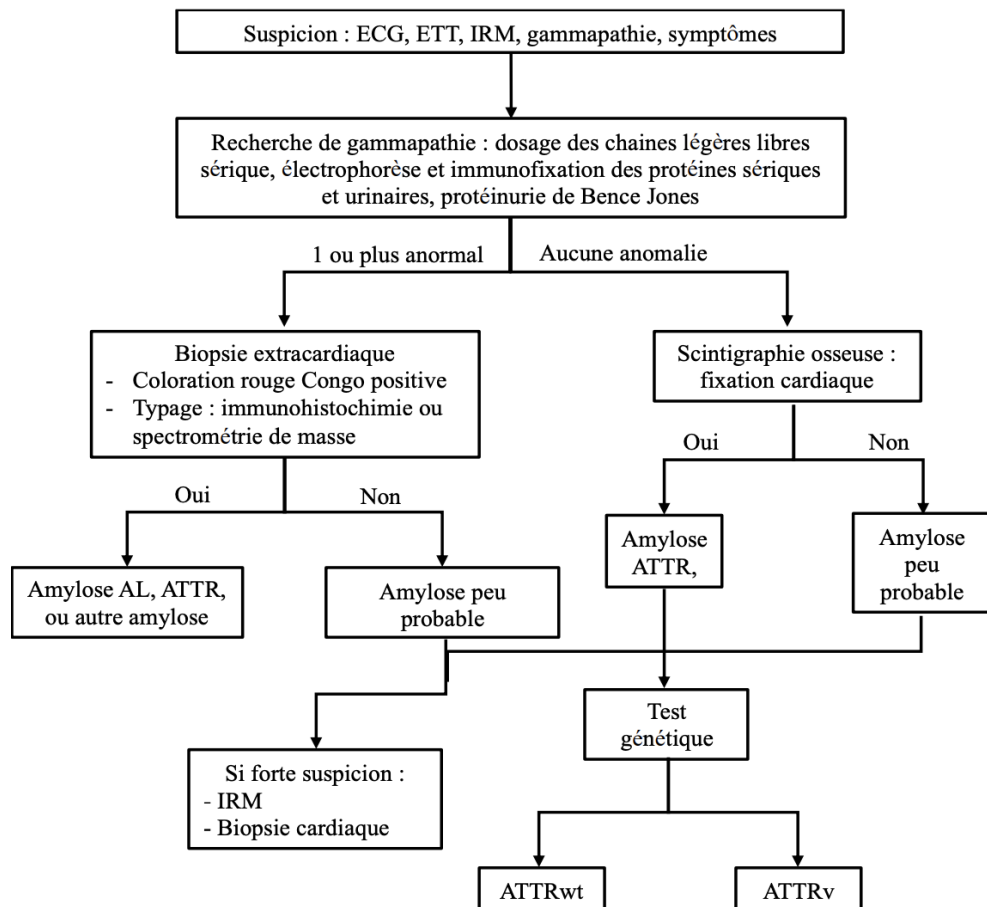 Suspicion : ECG, ETT, IRM, gammapathie, symptômes
Recherche de gammapathie : dosage des chaines légères libres
sérique, électrophorèse et immunofixation des protéines sériques
et urinaires, protéinurie de Bence Jones
1 ou plus anormal
Aucune anomalie
Biopsie extracardiaque
- Coloration rouge Congo positive
- Typage : immunohistochimie ou
spectrométrie de masse
Scintigraphie osseuse :
fixation cardiaque
Oui
Non
Oui
Non
Amylose AL, ATTR,
ou autre amylose
Amylose peu
probable
Amylose
ATTR,
Amylose
peu
probable
Si forte suspicion :
- IRM
- Biopsie cardiaque
Test
génétique
ATTRwt
ATTRv